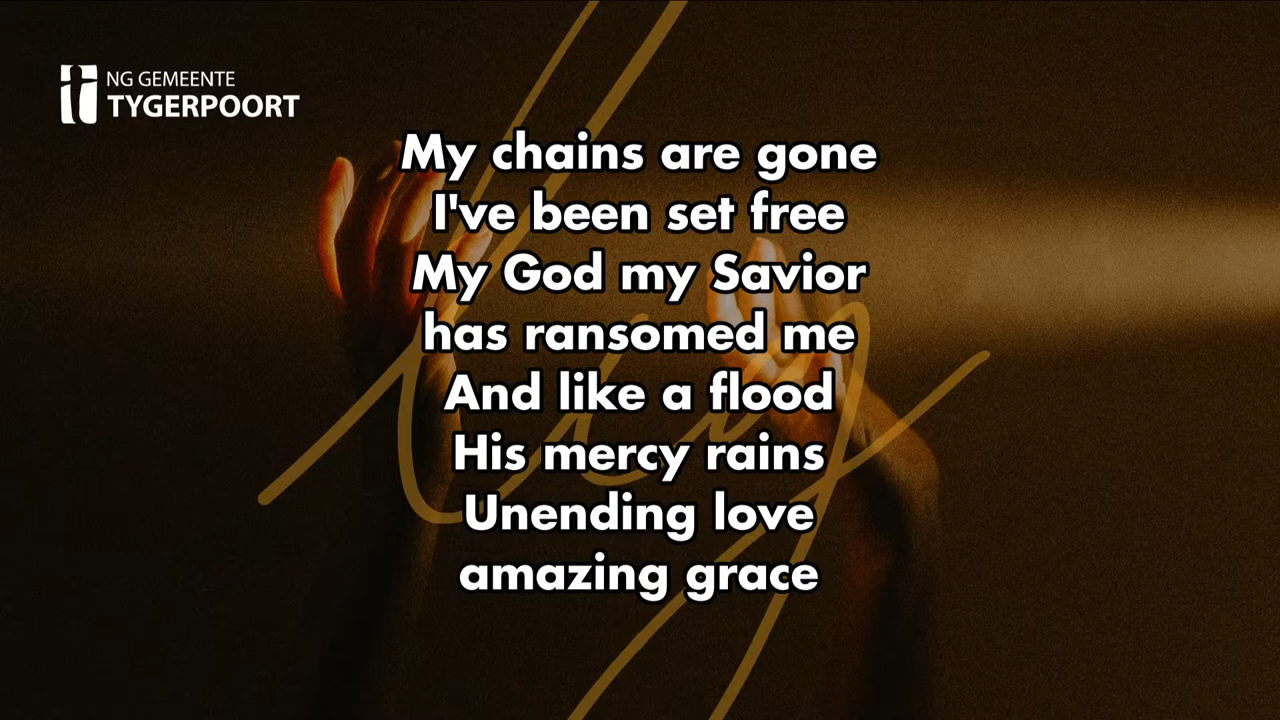 NG GEMEENTE
TYGERPOORT
My chains are gone
I've been set free
My God my Savior
has ransomed me
And like a flood
His mercy rains
Unending love
amazing grace